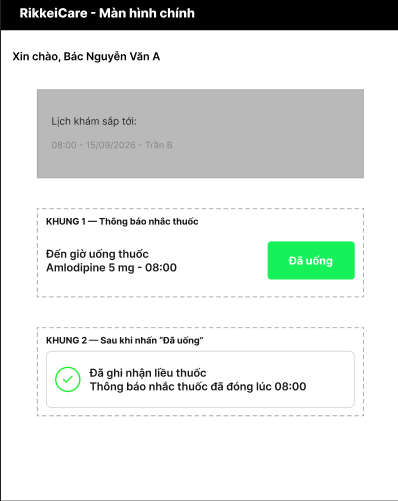 RikkeiCare - Màn hình chính
Xin chào, Bác Nguyễn Văn A
Lịch khám sắp tới:
08:00 - 15/09/2026 - Trần B
KHUNG 1 — Thông báo nhắc thuốc
Đến giờ uống thuốc
Amlodipine 5 mg - 08:00
Đã uống
KHUNG 2 — Sau khi nhấn “Đã uống”
Đã ghi nhận liều thuốc
Thông báo nhắc thuốc đã đóng lúc 08:00